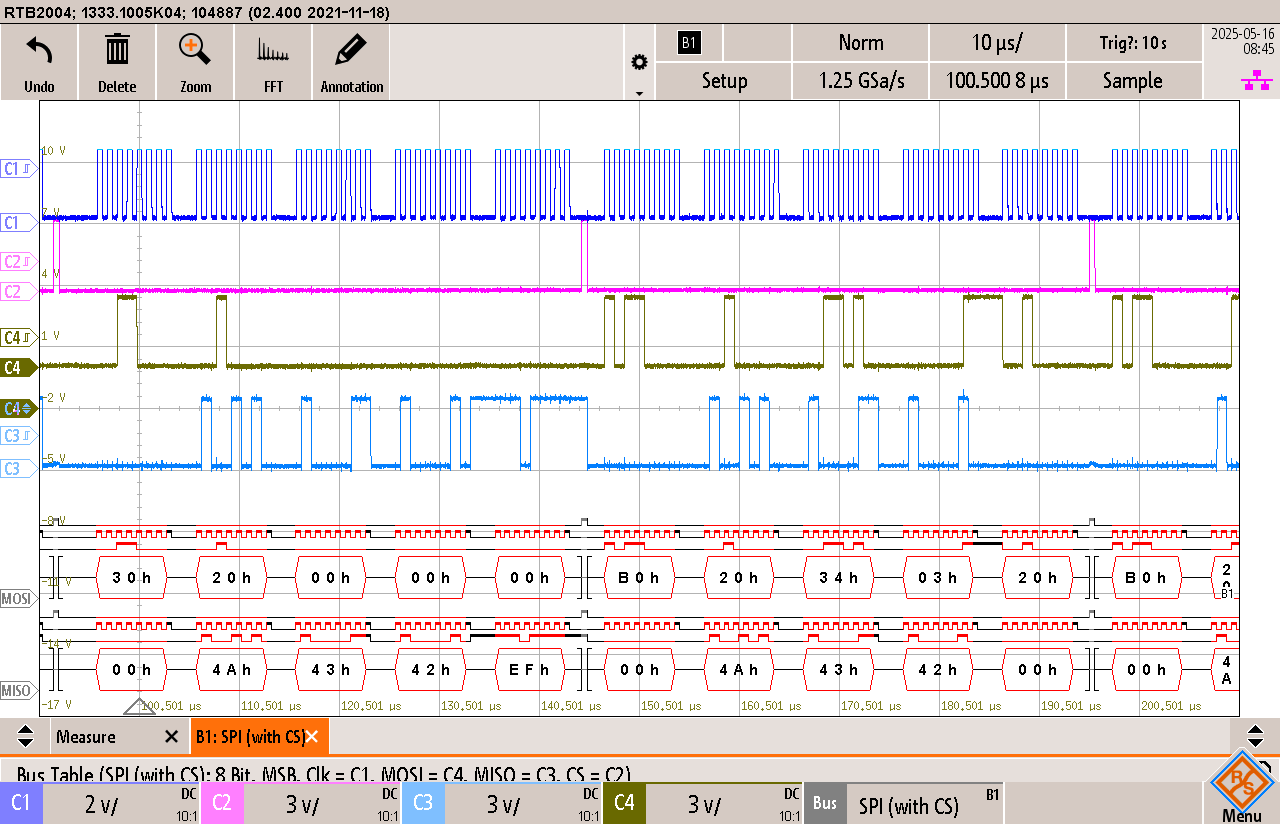 RTB2004; 1333.1005K04; 104887 (02.400 2021-11-18)
Undo
Delete
Zoom
FFT
Annotation
B1
Setup
Norm
1.25 GSa/s
10 µs/
100.500 8 µs
Trig?: 10 s
Sample
2025-05-16
08:45
C1
10 V
C1
7 V
C2
4 V
C2
C4
1 V
C4
C4
-2 V
C3
-5 V
C3
-8 V
30h 20h 00h 00h 00h B0h 20h 34h 03h 20h B0h 2
-11 V
B1
MOSI
-14 V
00h 4Ah 43h 42h EFh 00h 4Ah 43h 42h 00h 00h 4
A
MISO
-17 V
100,501 µs 120,501 µs 130,501 µs 140,501 µs 150,501 µs 160,501 µs 170,501 µs 180,501 µs 190,501 µs 200,501 µs
Measure
B1: SPI (with CS)
Bus Table (SPI (with CS): 8 Bit, MSB, Clk = C1, MOSI = C4, MISO = C3, CS = C2)
C1 2 V/ DC 10:1
C2 3 V/ DC 10:1
C3 3 V/ DC 10:1
C4 3 V/ DC 10:1
Bus SPI (with CS) B1
R&S
Menu